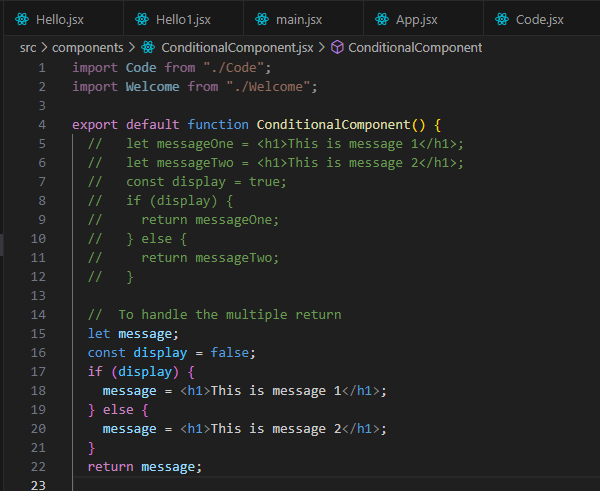 Hello.jsx Hello1.jsx main.jsx App.jsx Code.jsx
src > components > ConditionalComponent.jsx > ConditionalComponent
1 import Code from "./Code";
2 import Welcome from "./Welcome";
3
4 export default function ConditionalComponent() {
5   //   let messageOne = <h1>This is message 1</h1>;
6   //   let messageTwo = <h1>This is message 2</h1>;
7   //   const display = true;
8   //   if (display) {
9   //     return messageOne;
10   //   } else {
11   //     return messageTwo;
12   //   }
13
14   //  To handle the multiple return
15   let message;
16   const display = false;
17   if (display) {
18     message = <h1>This is message 1</h1>;
19   } else {
20     message = <h1>This is message 2</h1>;
21   }
22   return message;
23